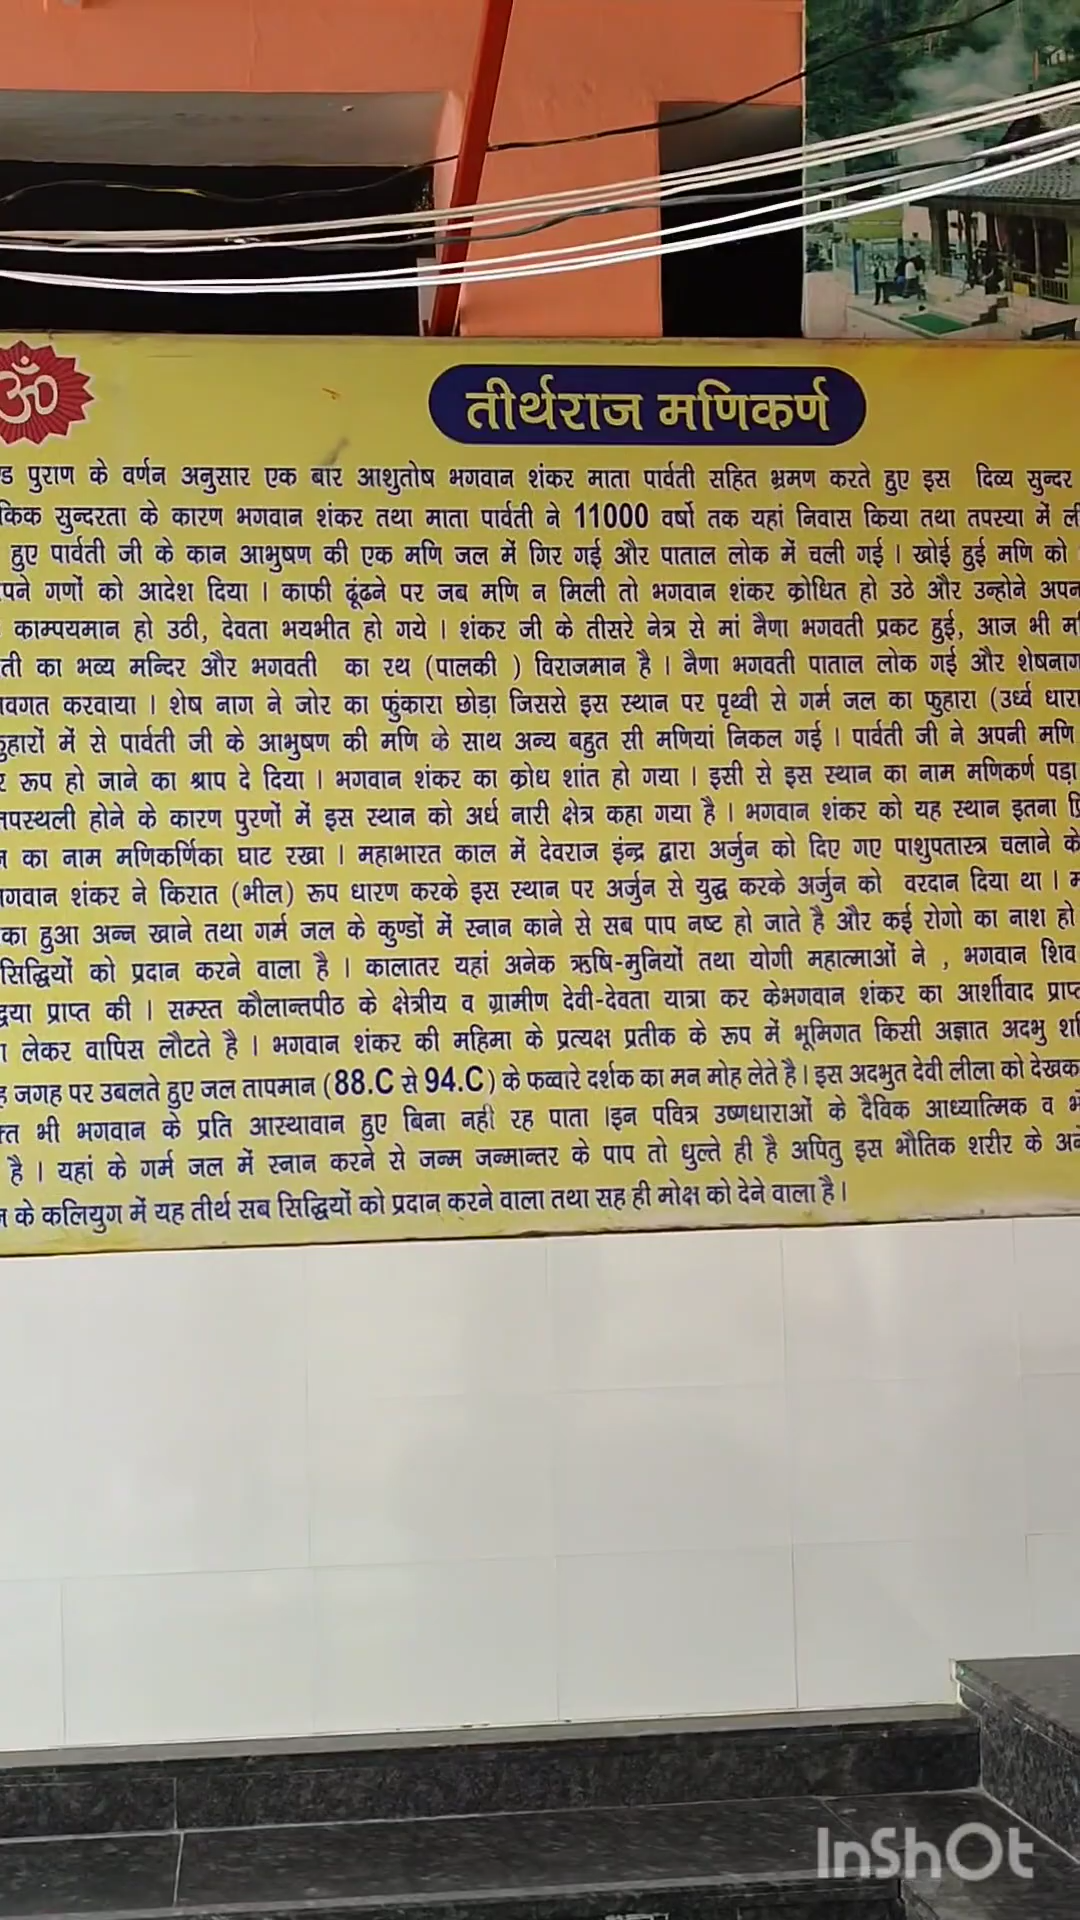 ॐ
तीर्थराज मणिकर्ण
पुराण के वर्णन अनुसार एक बार आशुतोष भगवान शंकर माता पार्वती सहित भ्रमण करते हुए इस दिव्य सुन्दर
सुन्दरता के कारण भगवान शंकर तथा माता पार्वती ने 11000 वर्षो तक यहां निवास किया तथा तपस्या में
हुए पार्वती जी के कान आभुषण की एक मणि जल में गिर गई और पाताल लोक में चली गई । खोई हुई मणि को
गणों को आदेश दिया । काफी ढूंढने पर जब मणि न मिली तो भगवान शंकर क्रोधित हो उठे और उन्होने
काम्पयमान हो उठी, देवता भयभीत हो गये । शंकर जी के तीसरे नेत्र से मां नैणा भगवती प्रकट हुई, आज भी
का भव्य मन्दिर और भगवती का रथ (पालकी ) विराजमान है । नैणा भगवती पाताल लोक गई और शेषनाग
करवाया । शेष नाग ने जोर का फुंकारा छोड़ा जिससे इस स्थान पर पृथ्वी से गर्म जल का फुहारा (उर्ध्व धारा
में से पार्वती जी के आभुषण की मणि के साथ अन्य बहुत सी मणियां निकल गई । पार्वती जी ने अपनी मणि
रूप हो जाने का श्राप दे दिया । भगवान शंकर का क्रोध शांत हो गया । इसी से इस स्थान का नाम मणिकर्ण पड़ा
होने के कारण पुरणों में इस स्थान को अर्ध नारी क्षेत्र कहा गया है । भगवान शंकर को यह स्थान इतना
का नाम मणिकर्णिका घाट रखा । महाभारत काल में देवराज इंन्द्र द्वारा अर्जुन को दिए गए पाशुपतास्त्र चलाने के
शंकर ने किरात (भील) रूप धारण करके इस स्थान पर अर्जुन से युद्ध करके अर्जुन को वरदान दिया था ।
हुआ अन्न खाने तथा गर्म जल के कुण्डों में स्नान काने से सब पाप नष्ट हो जाते है और कई रोगो का नाश हो
सिद्धियों को प्रदान करने वाला है । कालातर यहां अनेक ऋषि-मुनियों तथा योगी महात्माओं ने , भगवान शिव
प्राप्त की । समस्त कौलान्तपीठ के क्षेत्रीय व ग्रामीण देवी-देवता यात्रा कर केभगवान शंकर का आर्शीवाद प्राप्त
लेकर वापिस लौटते है । भगवान शंकर की महिमा के प्रत्यक्ष प्रतीक के रूप में भूमिगत किसी अज्ञात अदभु
जगह पर उबलते हुए जल तापमान (88.C से 94.C) के फव्वारे दर्शक का मन मोह लेते है । इस अदभुत देवी लीला को
भी भगवान के प्रति आस्थावान हुए बिना नही रह पाता ।इन पवित्र उष्णधाराओं के दैविक आध्यात्मिक व
है । यहां के गर्म जल में स्नान करने से जन्म जन्मान्तर के पाप तो धुल्ते ही है अपितु इस भौतिक शरीर के
के कलियुग में यह तीर्थ सब सिद्धियों को प्रदान करने वाला तथा सह ही मोक्ष को देने वाला है ।
InShOt